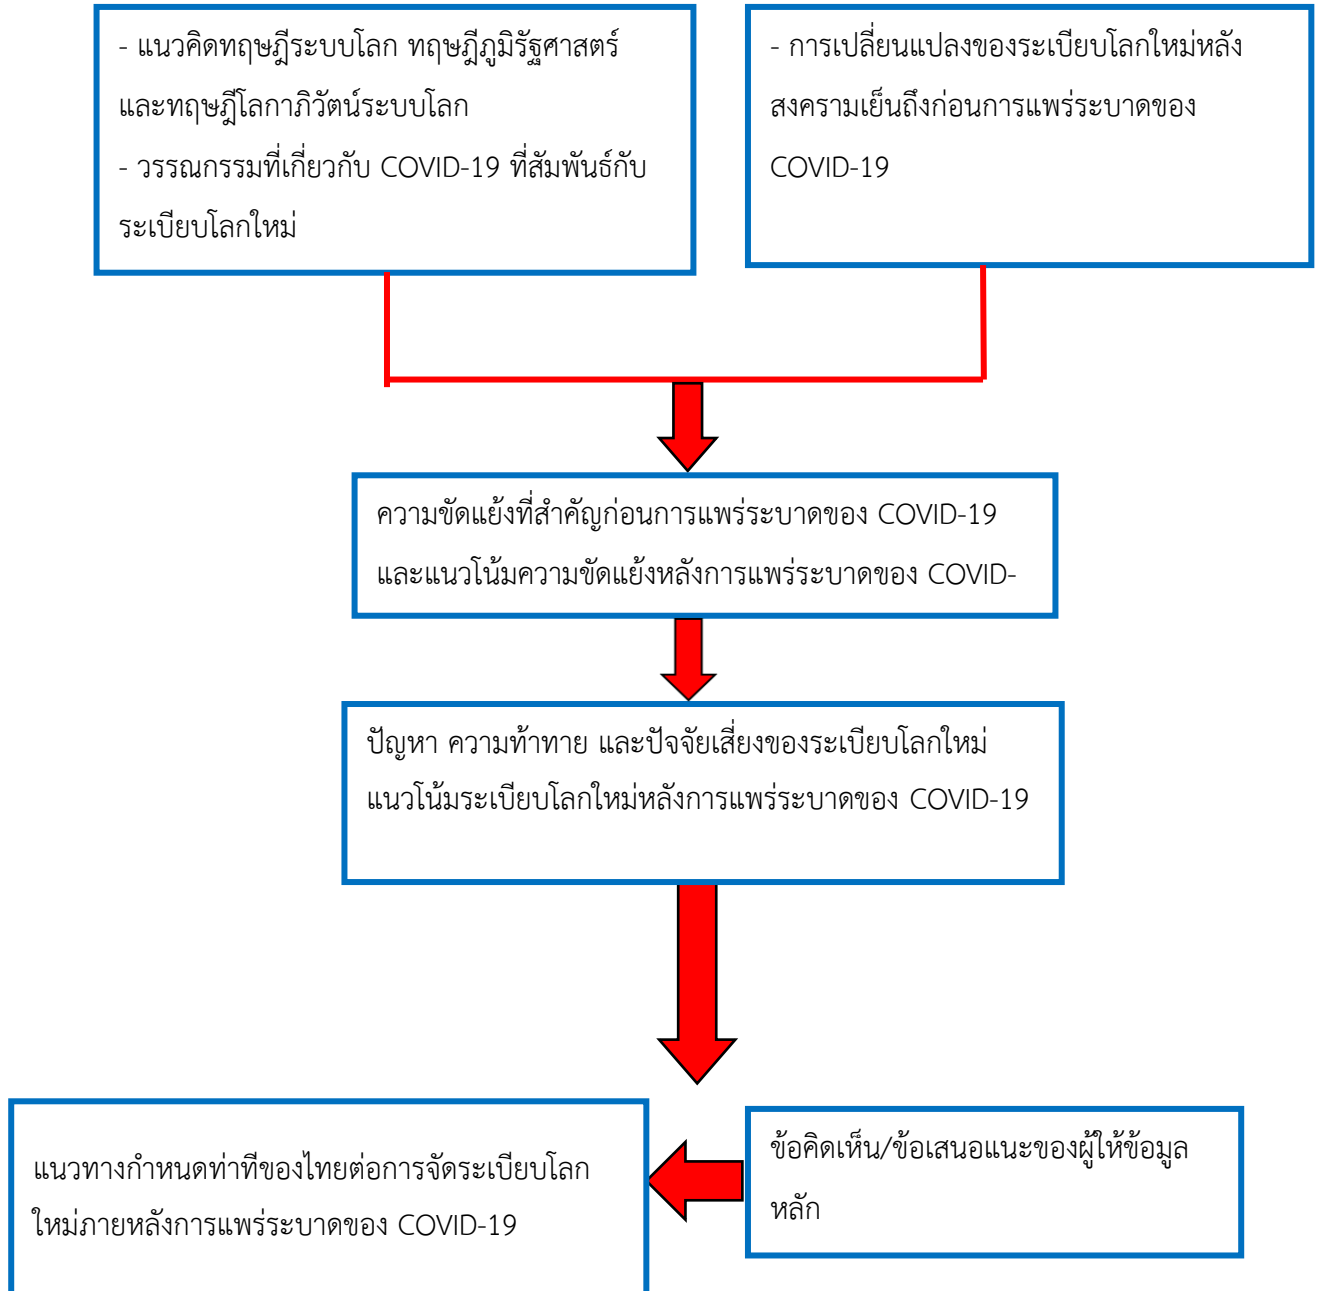 - แนวคิดทฤษฎีระบบโลก ทฤษฎีภูมิรัฐศาสตร์
และทฤษฎีโลกาภิวัตน์ระบบโลก
- วรรณกรรมที่เกี่ยวกับ COVID-19 ที่สัมพันธ์กับ
ระเบียบโลกใหม่
- การเปลี่ยนแปลงของระเบียบโลกใหม่หลัง
สงครามเย็นถึงก่อนการแพร่ระบาดของ
COVID-19
ความขัดแย้งที่สำคัญก่อนการแพร่ระบาดของ COVID-19
และแนวโน้มความขัดแย้งหลังการแพร่ระบาดของ COVID-
ปัญหา ความท้าทาย และปัจจัยเสี่ยงของระเบียบโลกใหม่
แนวโน้มระเบียบโลกใหม่หลังการแพร่ระบาดของ COVID-19
แนวทางกำหนดท่าทีของไทยต่อการจัดระเบียบโลก
ใหม่ภายหลังการแพร่ระบาดของ COVID-19
ข้อคิดเห็น/ข้อเสนอแนะของผู้ให้ข้อมูล
หลัก